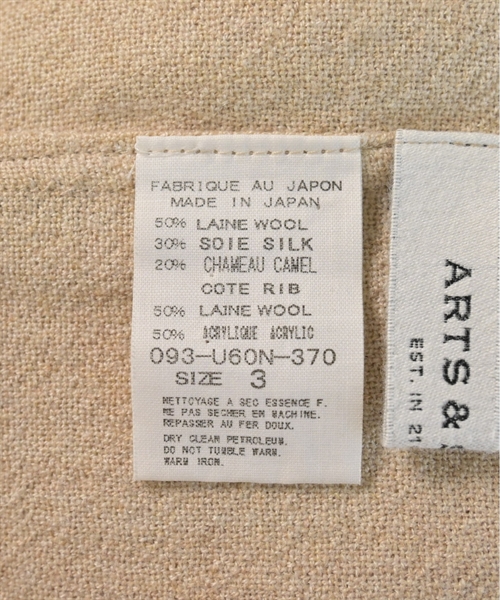 FABRIQUE AU JAPON
MADE IN JAPAN
50% LAINE WOOL
30% SOIE SILK
20% CHAMEAU CAMEL
COTE RIB
50% LAINE WOOL
50% ACRYLIQUE ACRYLIC
093-U60N-370
SIZE 3
NETTOYAGE A SEC ESSENCE F.
NE PAS SECHER EN MACHINE.
REPASSER AU FER DOUX.
DRY CLEAN PETROLEUM.
DO NOT TUMBLE WARM.
WARM IRON.
ARTS &
EST. IN 21